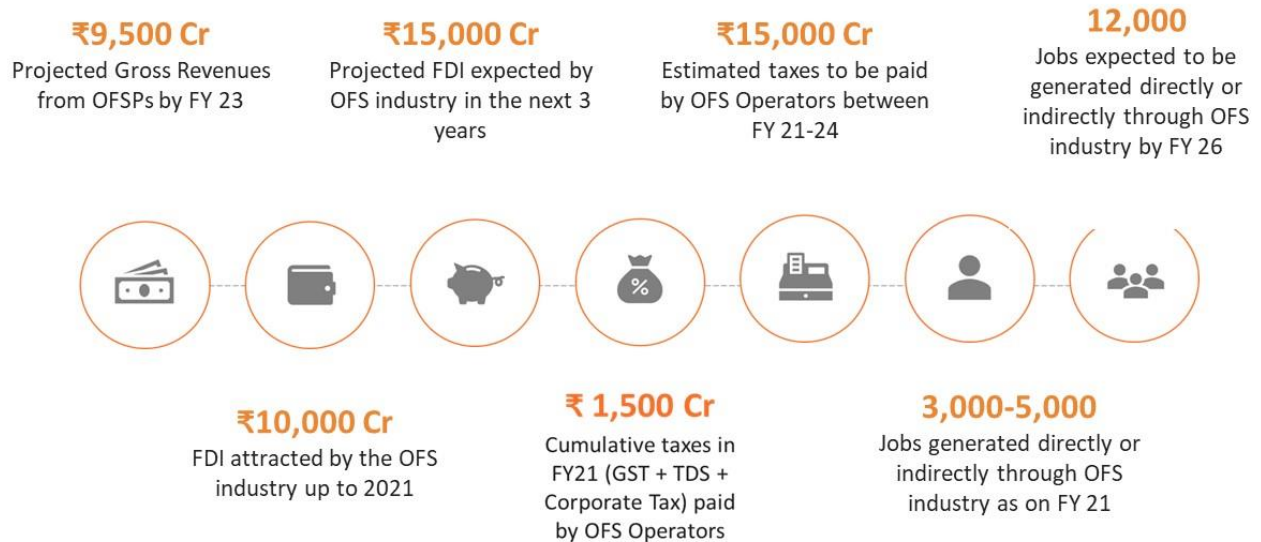 ₹9,500 Cr
Projected Gross Revenues
from OFSPs by FY 23
₹15,000 Cr
Projected FDI expected by
OFS industry in the next 3
years
₹15,000 Cr
Estimated taxes to be paid
by OFS Operators between
FY 21-24
12,000
Jobs expected to be
generated directly or
indirectly through OFS
industry by FY 26
%
₹10,000 Cr
FDI attracted by the OFS
industry up to 2021
₹ 1,500 Cr
Cumulative taxes in
FY21 (GST + TDS +
Corporate Tax) paid
by OFS Operators
3,000-5,000
Jobs generated directly or
indirectly through OFS
industry as on FY 21